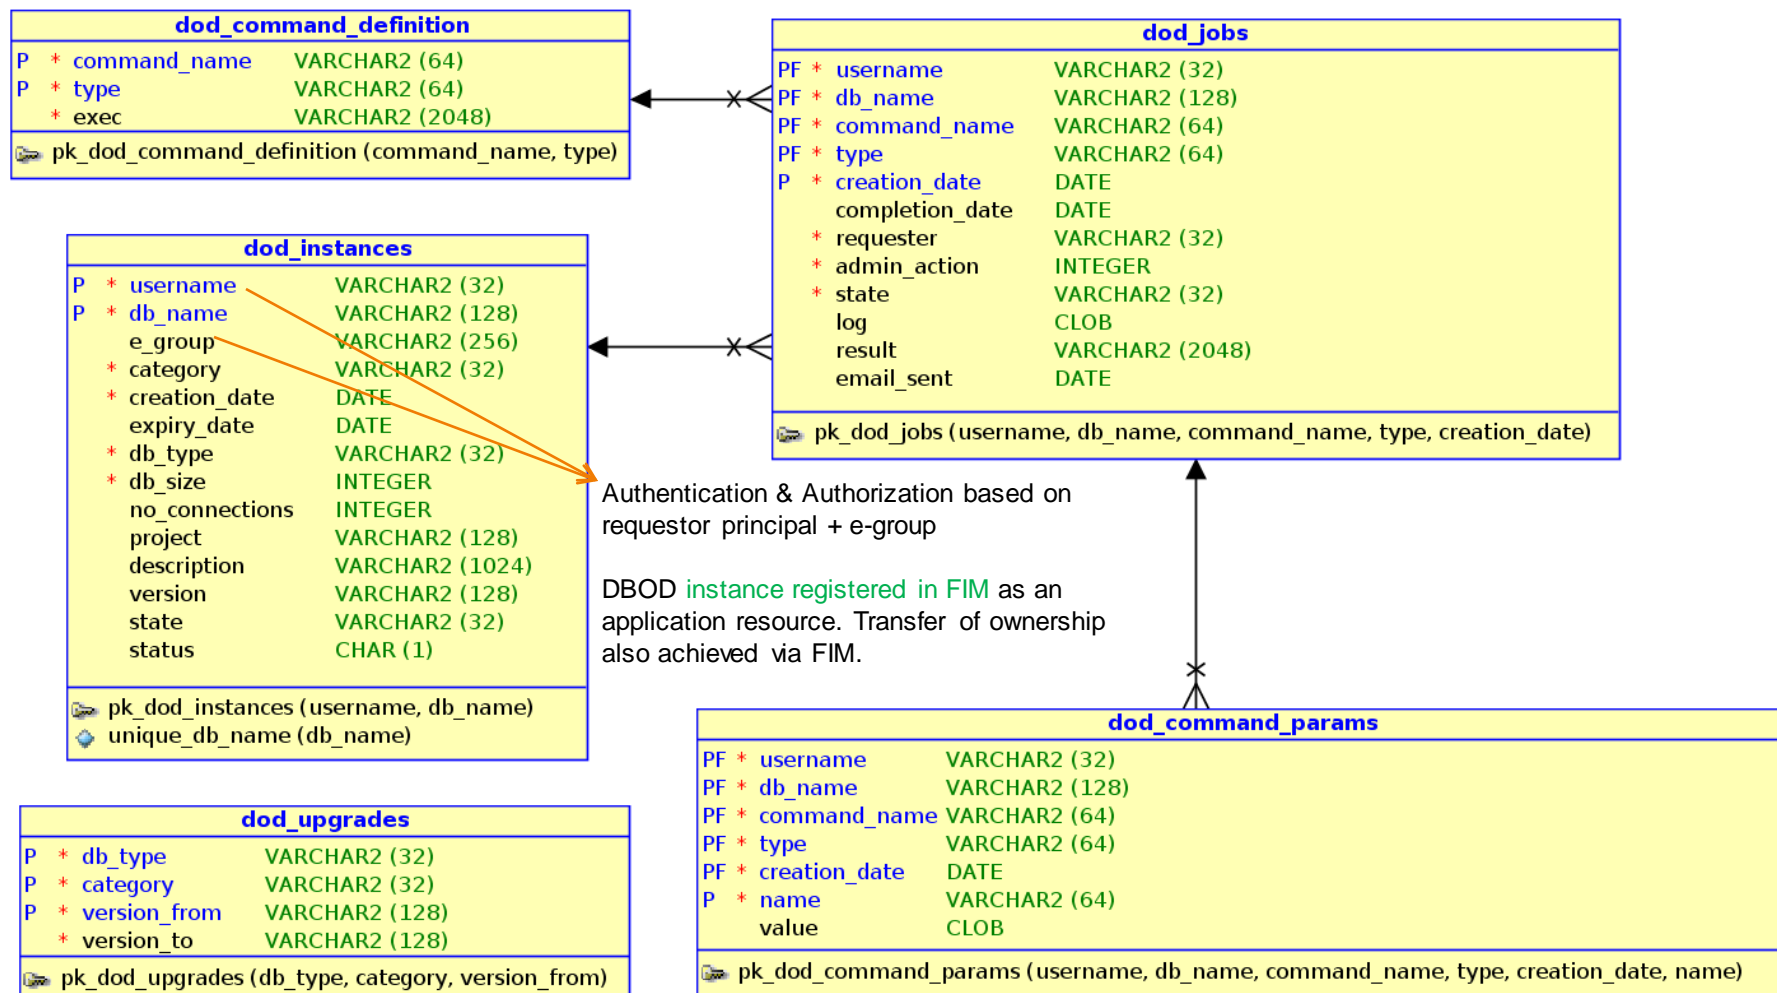 dod_command_definition
P * command_name VARCHAR2 (64)
P * type VARCHAR2 (64)
* exec VARCHAR2 (2048)
pk_dod_command_definition (command_name, type)
dod_jobs
PF * username VARCHAR2 (32)
PF * db_name VARCHAR2 (128)
PF * command_name VARCHAR2 (64)
PF * type VARCHAR2 (64)
P * creation_date DATE
completion_date DATE
* requester VARCHAR2 (32)
* admin_action INTEGER
* state VARCHAR2 (32)
log CLOB
result VARCHAR2 (2048)
email_sent DATE
pk_dod_jobs (username, db_name, command_name, type, creation_date)
dod_instances
P * username VARCHAR2 (32)
P * db_name VARCHAR2 (128)
e_group VARCHAR2 (256)
* category VARCHAR2 (32)
* creation_date DATE
expiry_date DATE
* db_type VARCHAR2 (32)
* db_size INTEGER
no_connections INTEGER
project VARCHAR2 (128)
description VARCHAR2 (1024)
version VARCHAR2 (128)
state VARCHAR2 (32)
status CHAR (1)
pk_dod_instances (username, db_name)
unique_db_name (db_name)
Authentication & Authorization based on
requestor principal + e-group
DBOD instance registered in FIM as an
application resource. Transfer of ownership
also achieved via FIM.
dod_upgrades
P * db_type VARCHAR2 (32)
P * category VARCHAR2 (32)
P * version_from VARCHAR2 (128)
* version_to VARCHAR2 (128)
pk_dod_upgrades (db_type, category, version_from)
dod_command_params
PF * username VARCHAR2 (32)
PF * db_name VARCHAR2 (128)
PF * command_name VARCHAR2 (64)
PF * type VARCHAR2 (64)
PF * creation_date DATE
P * name VARCHAR2 (64)
value CLOB
pk_dod_command_params (username, db_name, command_name, type, creation_date, name)